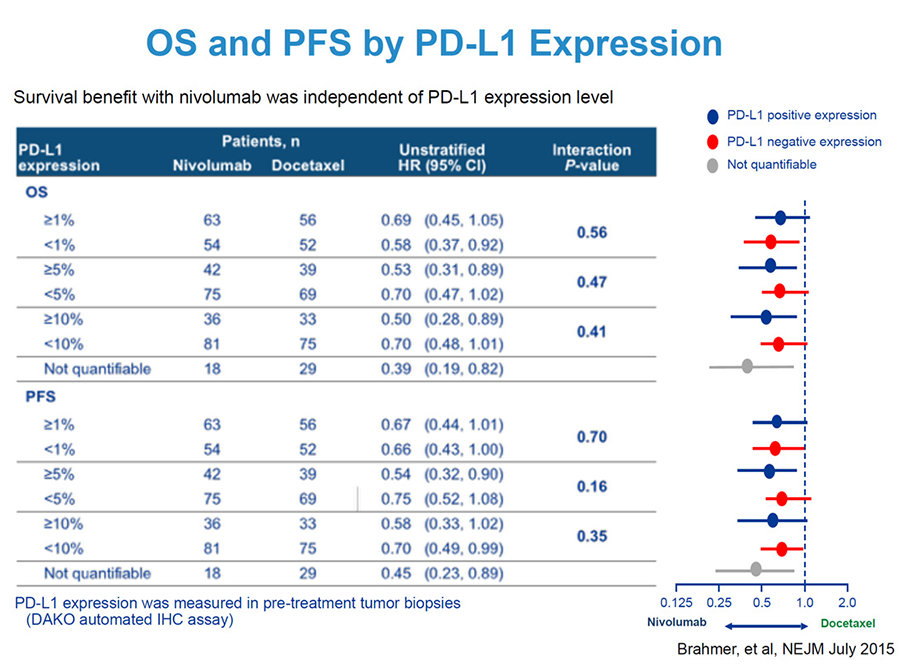 OS and PFS by PD-L1 Expression
Survival benefit with nivolumab was independent of PD-L1 expression level
PD-L1 positive expression
PD-L1 negative expression
Not quantifiable
PD-L1 expression Patients, n Unstratified HR (95% CI) Interaction P-value
Nivolumab Docetaxel
OS
≥1% 63 56 0.69 (0.45, 1.05)
0.56
<1% 54 52 0.58 (0.37, 0.92)
≥5% 42 39 0.53 (0.31, 0.89)
0.47
<5% 75 69 0.70 (0.47, 1.02)
≥10% 36 33 0.50 (0.28, 0.89)
0.41
<10% 81 75 0.70 (0.48, 1.01)
Not quantifiable 18 29 0.39 (0.19, 0.82)
PFS
≥1% 63 56 0.67 (0.44, 1.01)
0.70
<1% 54 52 0.66 (0.43, 1.00)
≥5% 42 39 0.54 (0.32, 0.90)
0.16
<5% 75 69 0.75 (0.52, 1.08)
≥10% 36 33 0.58 (0.33, 1.02)
0.35
<10% 81 75 0.70 (0.49, 0.99)
Not quantifiable 18 29 0.45 (0.23, 0.89)
0.125 0.25 0.5 1.0 2.0
Nivolumab Docetaxel
PD-L1 expression was measured in pre-treatment tumor biopsies
(DAKO automated IHC assay)
Brahmer, et al, NEJM July 2015